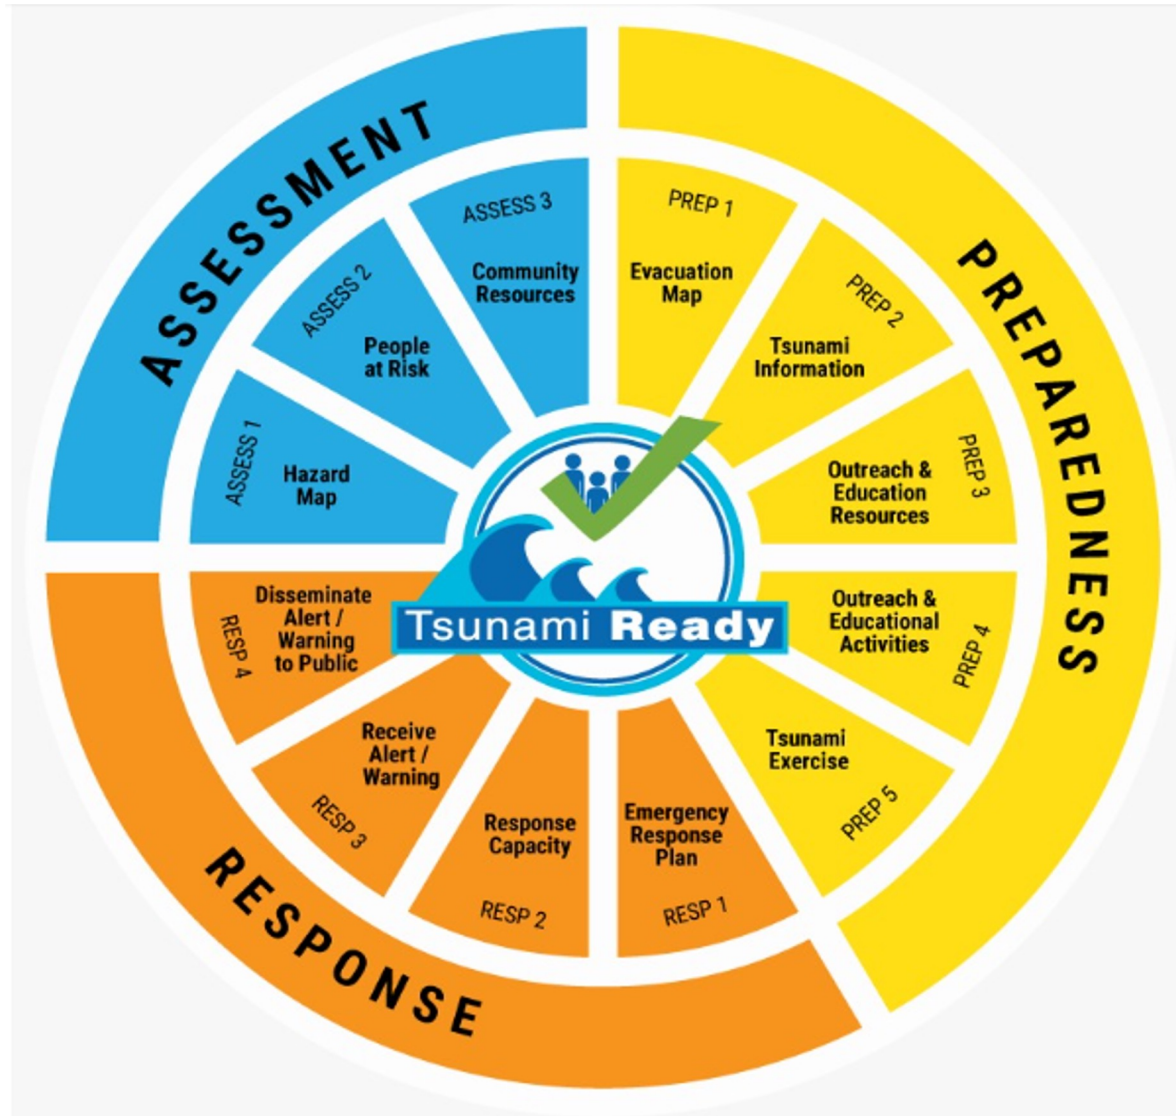 ASSESSMENT
ASSESS 1
Hazard
Map
ASSESS 2
People
at Risk
ASSESS 3
Community
Resources
PREPAREDNESS
PREP 1
Evacuation
Map
PREP 2
Tsunami
Information
PREP 3
Outreach &
Education
Resources
PREP 4
Outreach &
Educational
Activities
PREP 5
Tsunami
Exercise
RESPONSE
RESP 1
Emergency
Response
Plan
RESP 2
Response
Capacity
RESP 3
Receive
Alert /
Warning
RESP 4
Disseminate
Alert /
Warning
to Public
Tsunami Ready